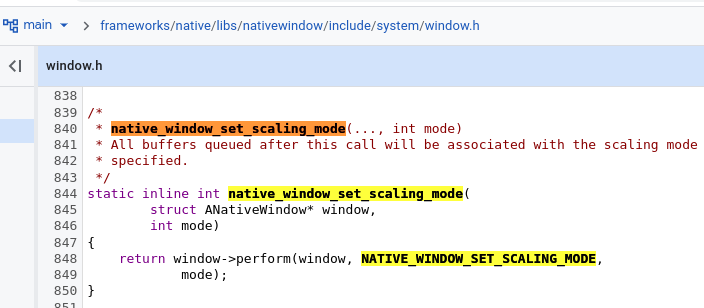 main frameworks/native/libs/nativewindow/include/system/window.h
window.h
838
839 /*
840  * native_window_set_scaling_mode(..., int mode)
841  * All buffers queued after this call will be associated with the scaling mode
842  * specified.
843  */
844 static inline int native_window_set_scaling_mode(
845         struct ANativeWindow* window,
846         int mode)
847 {
848     return window->perform(window, NATIVE_WINDOW_SET_SCALING_MODE,
849             mode);
850 }
851